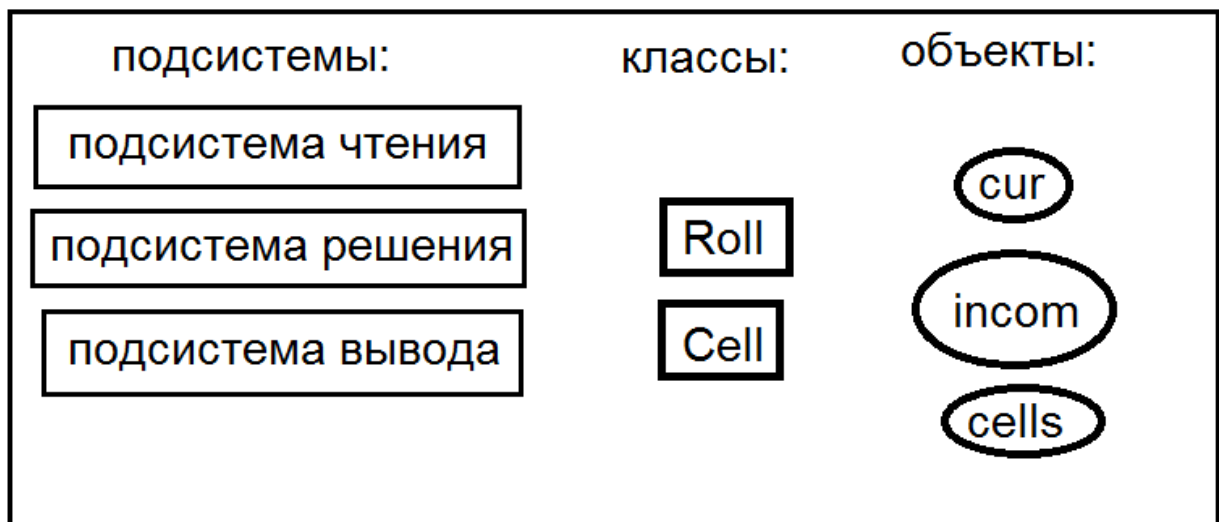 подсистемы:
подсистема чтения
подсистема решения
подсистема вывода
классы:
Roll
Cell
объекты:
cur
incom
cells